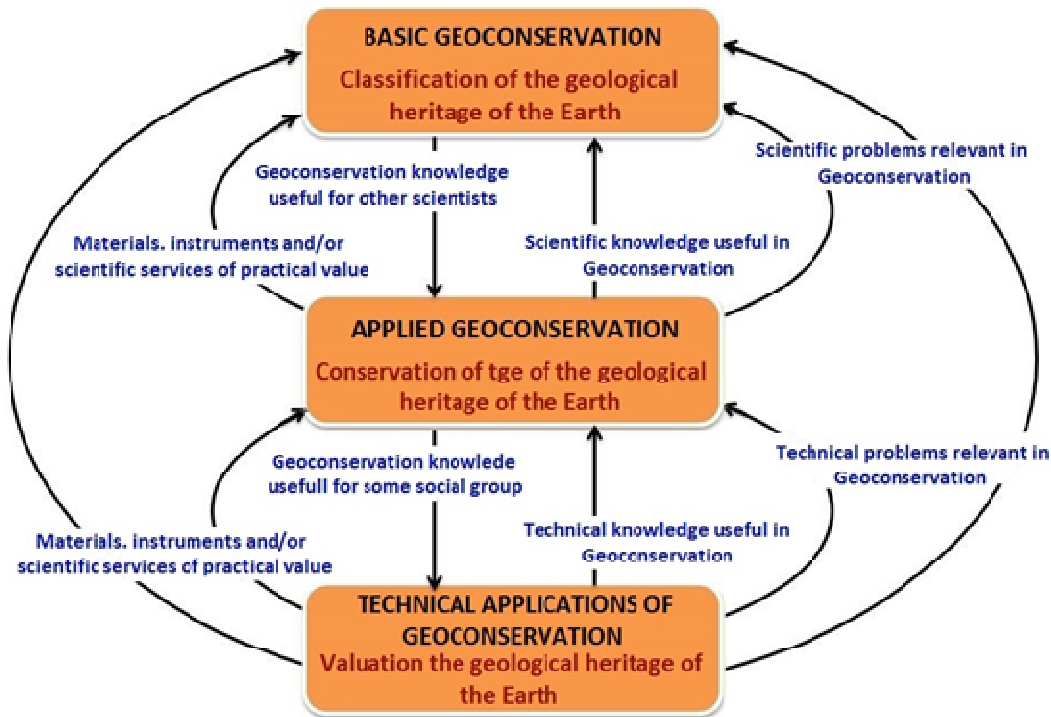 BASIC GEOCONSERVATION
Classification of the geological
heritage of the Earth
Geoconservation knowledge
useful for other scientists
Scientific problems relevant in
Geoconservation
Materials. instruments and/or
scientific services of practical value
Scientific knowledge useful in
Geoconservation
APPLIED GEOCONSERVATION
Conservation of tge of the geological
heritage of the Earth
Geoconservation knowlede
usefull for some social group
Technical problems relevant in
Geoconservation
Materials. instruments and/or
scientific services of practical value
Technical knowledge useful in
Geoconservation
TECHNICAL APPLICATIONS OF
GEOCONSERVATION
Valuation the geological heritage of
the Earth